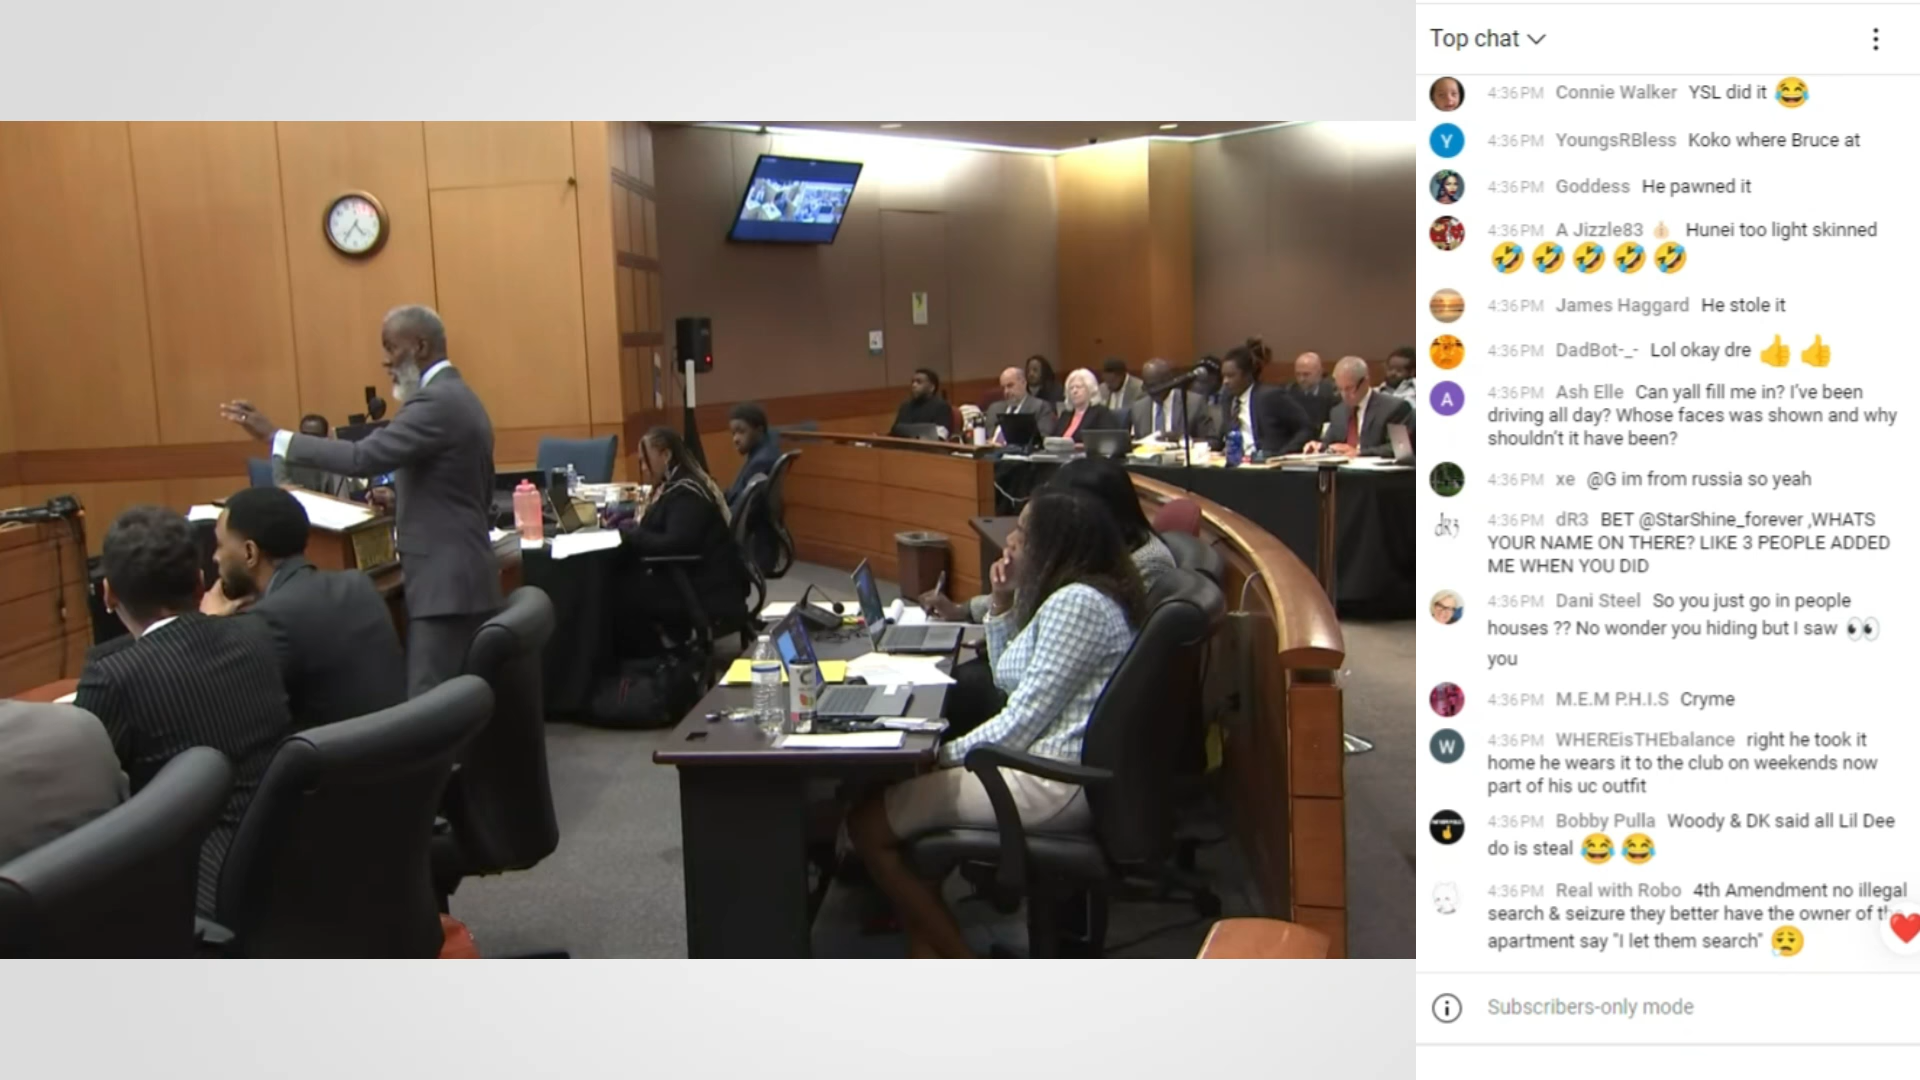 Top chat
4:36 PM Connie Walker YSL did it 😂
Y
4:36 PM YoungsRBless Koko where Bruce at
4:36 PM Goddess He pawned it
4:36 PM A Jizzle83 👍🏻 Hunei too light skinned
🤣 🤣 🤣 🤣 🤣
4:36 PM James Haggard He stole it
4:36 PM DadBot-_- Lol okay dre 👍 👍
A
4:36 PM Ash Elle Can yall fill me in? I've been
driving all day? Whose faces was shown and why
shouldn't it have been?
4:36 PM xe @G im from russia so yeah
dR3
4:36 PM dR3 BET @StarShine_forever ,WHATS
YOUR NAME ON THERE? LIKE 3 PEOPLE ADDED
ME WHEN YOU DID
4:36 PM Dani Steel So you just go in people
houses ?? No wonder you hiding but I saw 👀
you
4:36 PM M.E.M P.H.I.S Cryme
W
4:36 PM WHEREisTHEbalance right he took it
home he wears it to the club on weekends now
part of his uc outfit
4:36 PM Bobby Pulla Woody & DK said all Lil Dee
do is steal 😂 😂
4:36 PM Real with Robo 4th Amendment no illegal
search & seizure they better have the owner of the
apartment say "I let them search" 😮‍💨
Subscribers-only mode